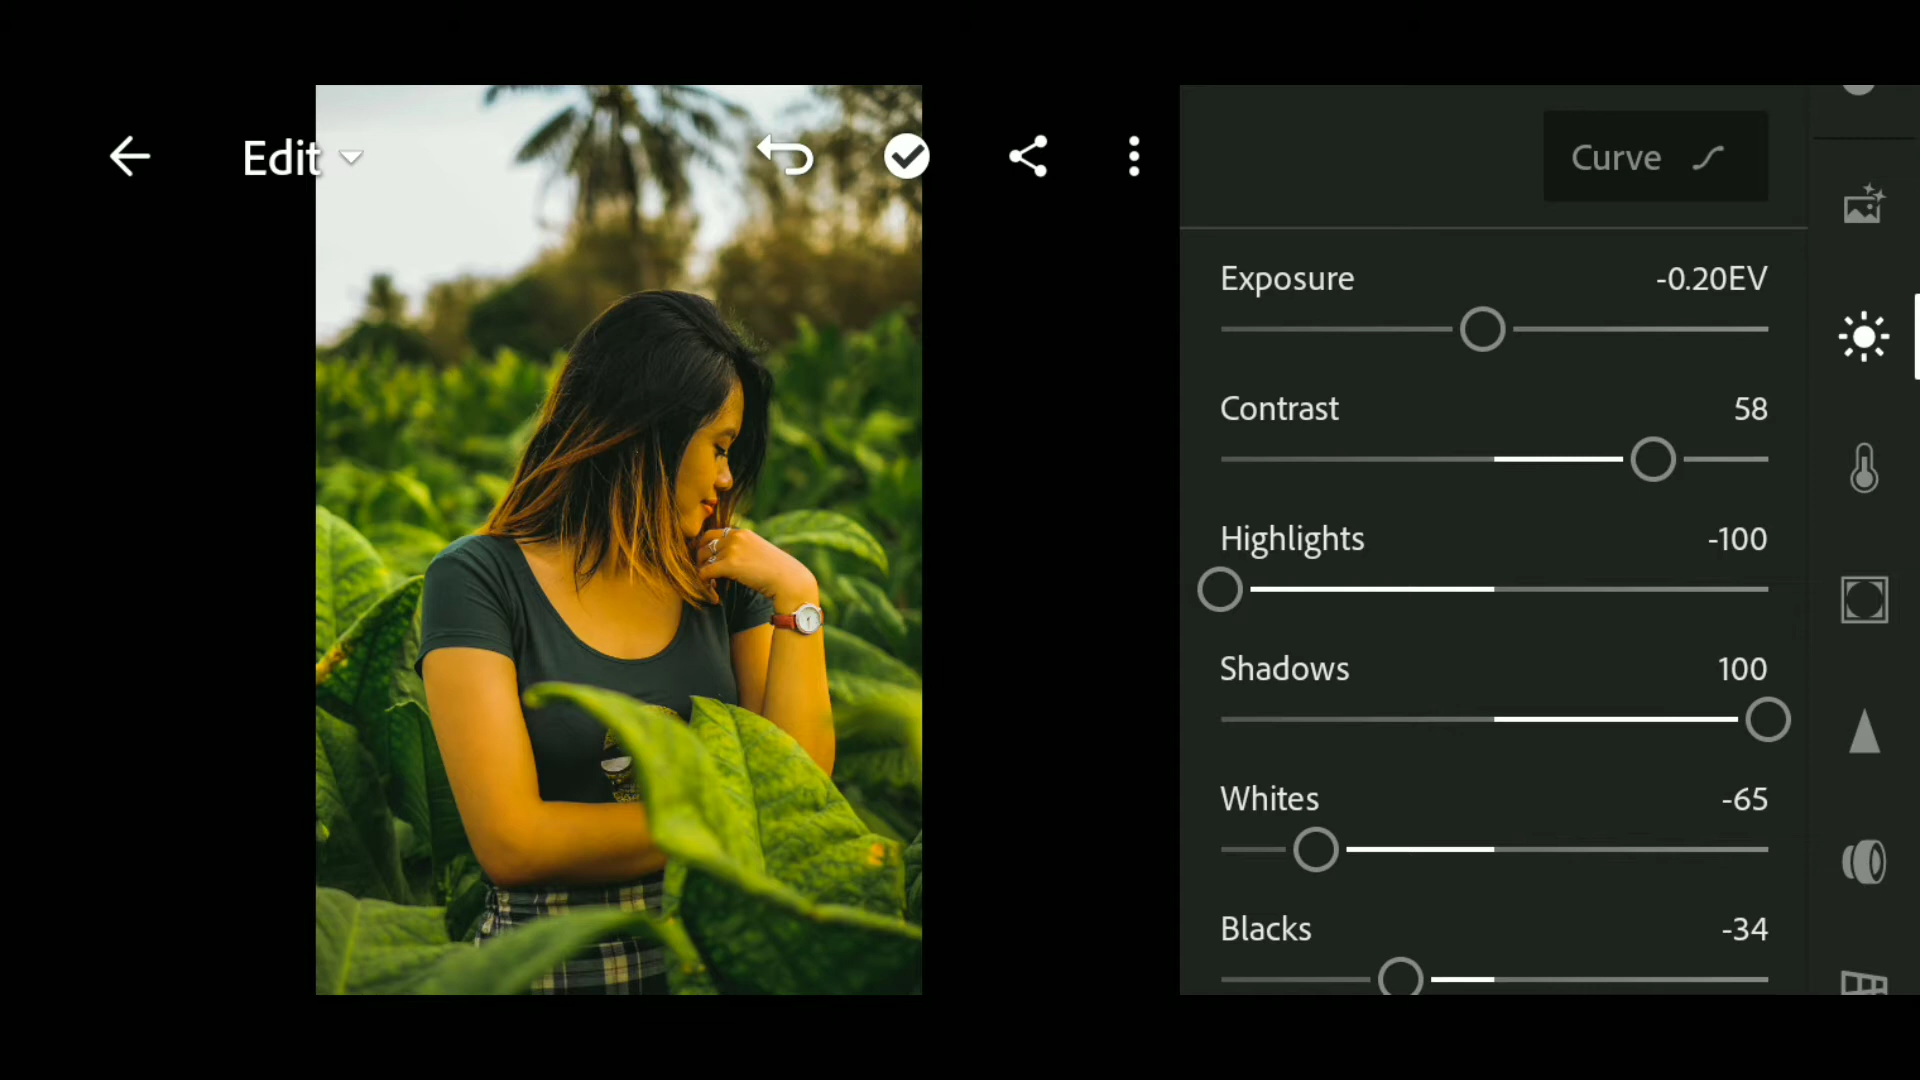 Edit
Curve
Exposure -0.20EV
Contrast 58
Highlights -100
Shadows 100
Whites -65
Blacks -34